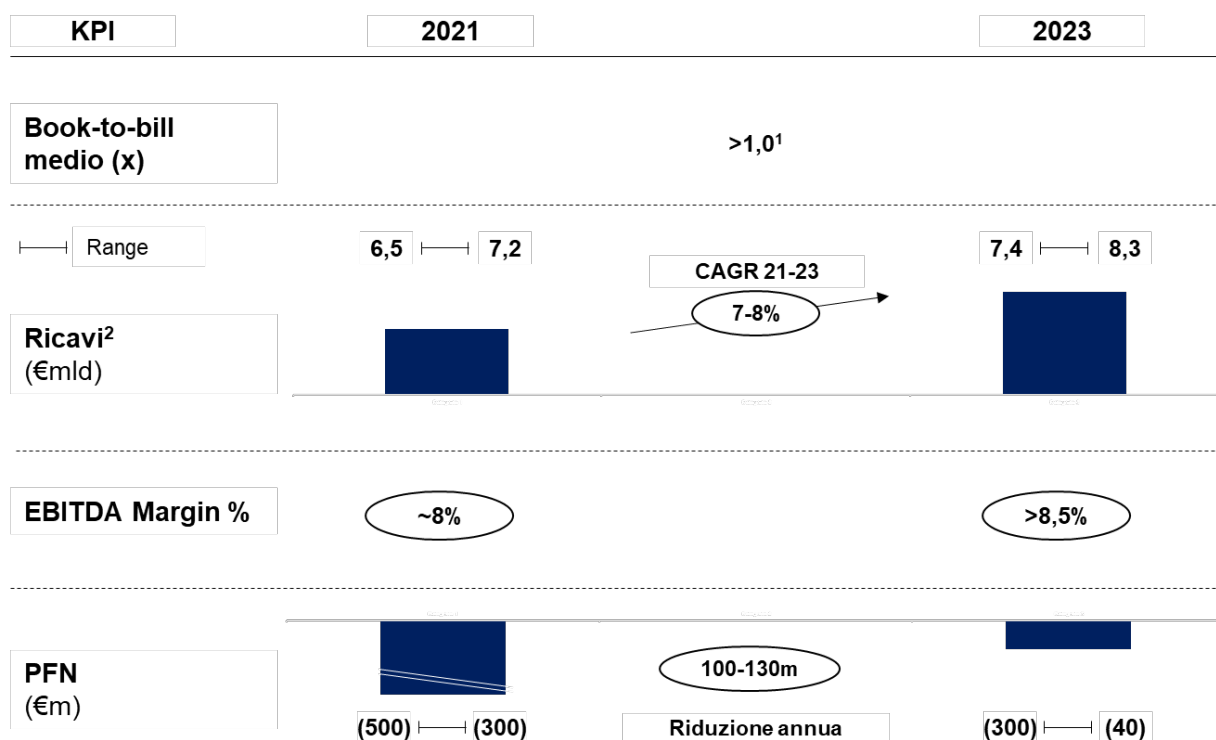 KPI 2021 2023
Book-to-bill
medio (x)
>1,0¹
Range
6,5 7,2
7,4 8,3
CAGR 21-23
7-8%
Ricavi²
(€mld)
EBITDA Margin %
~8%
>8,5%
PFN
(€m)
100-130m
(500) (300)
Riduzione annua
(300) (40)